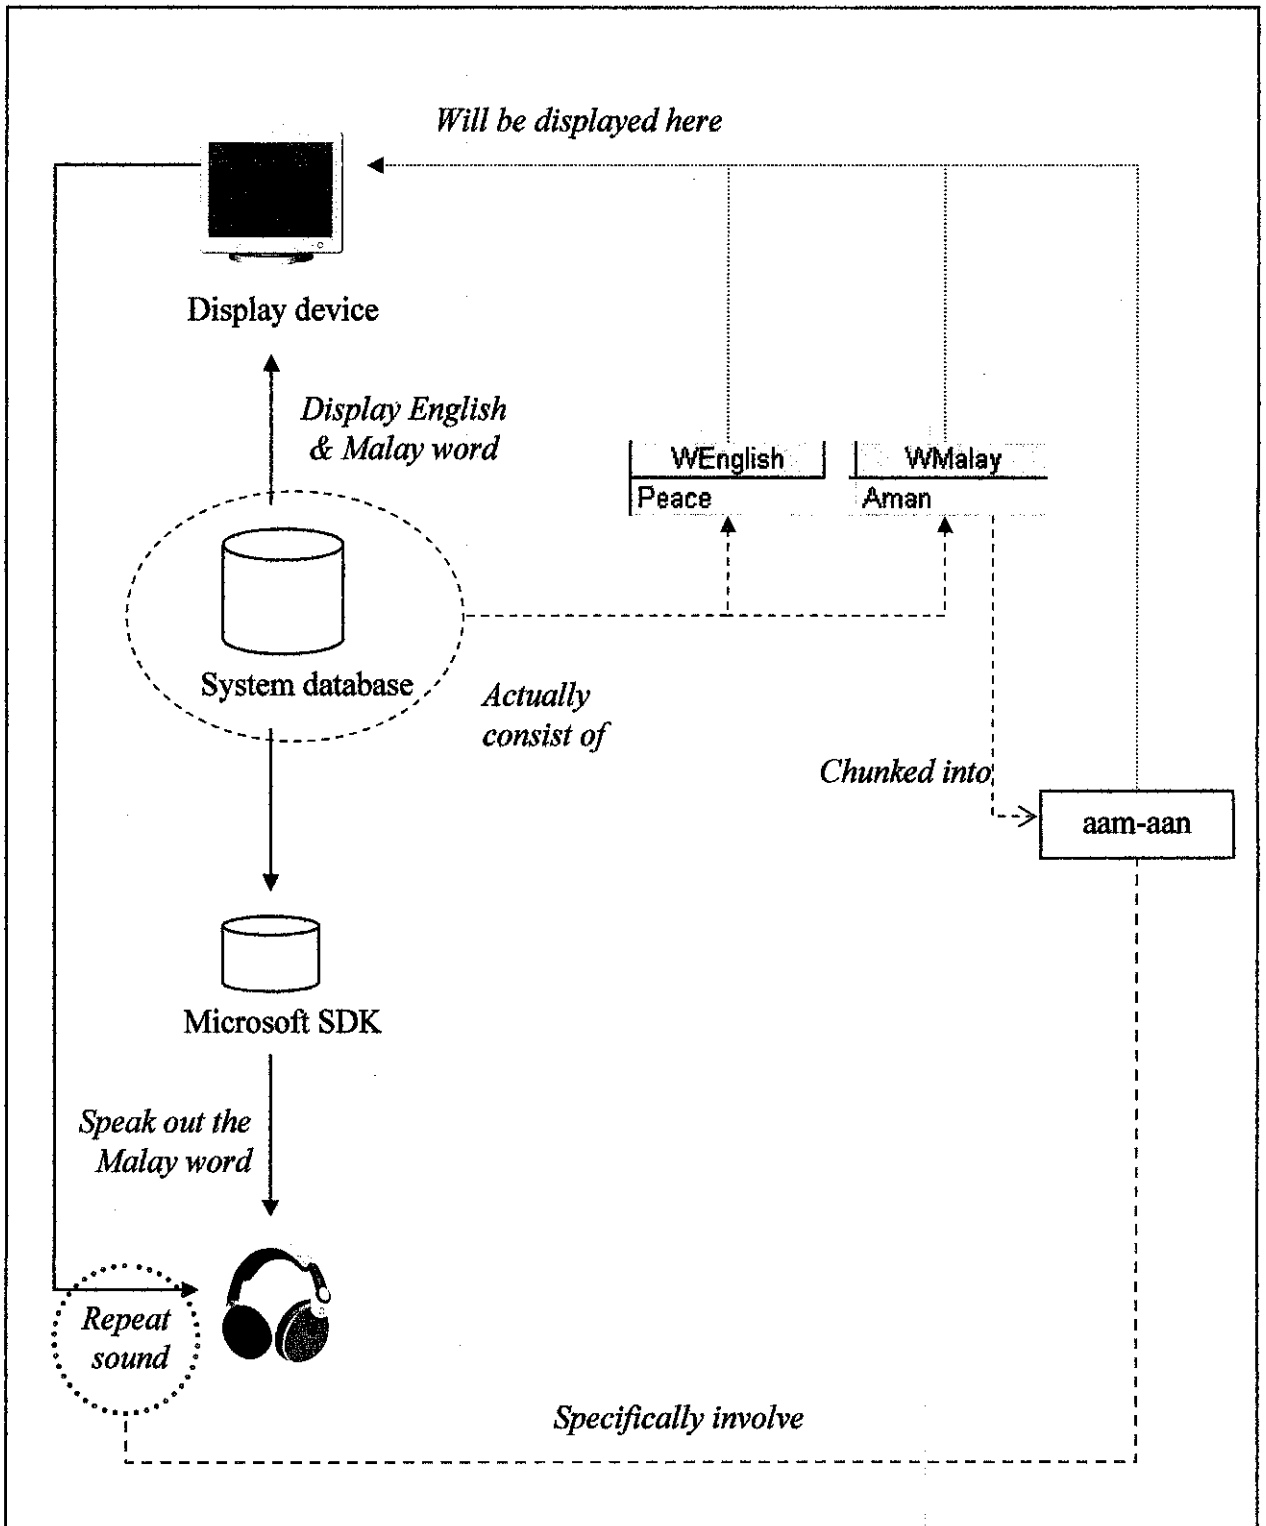 Will be displayed here
Display device
Display English
& Malay word
WEnglish
WMalay
Peace
Aman
System database
Actually
consist of
Chunked into
aam-aan
Microsoft SDK
Speak out the
Malay word
Repeat
sound
Specifically involve